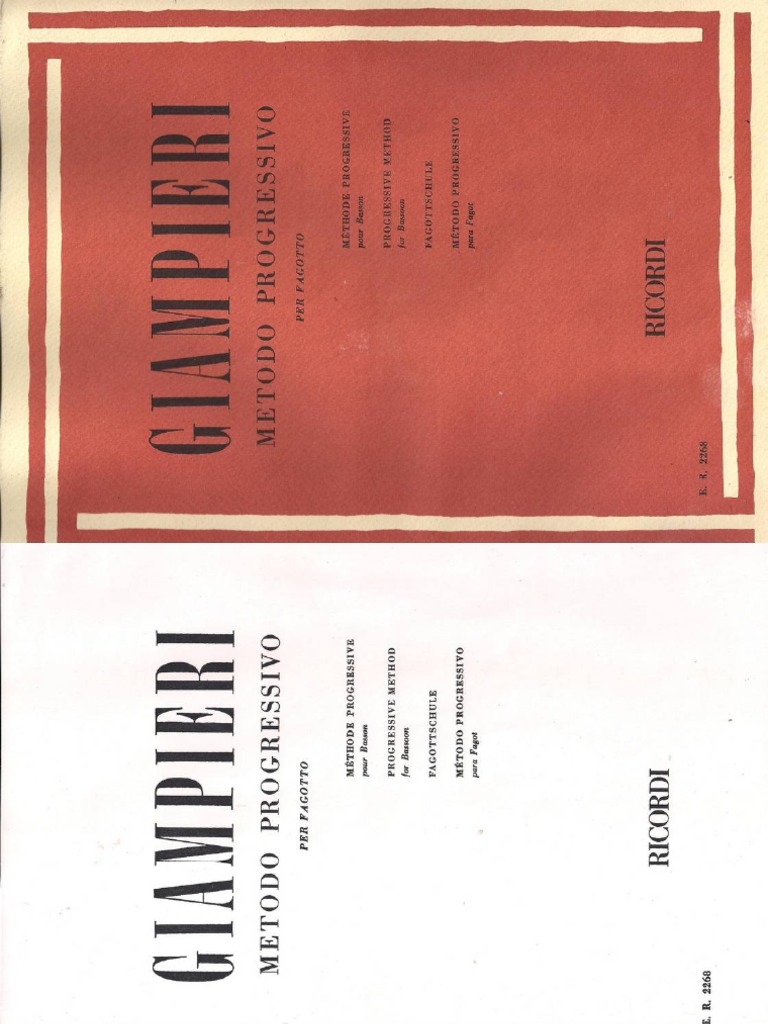 GIAMPIERI
METODO PROGRESSIVO
PER FAGOTTO
MÉTHODE PROGRESSIVE
pour Basson
PROGRESSIVE METHOD
for Bassoon
FAGOTTSCHULE
MÉTODO PROGRESSIVO
para Fagot
RICORDI
E. R. 2268
GIAMPIERI
METODO PROGRESSIVO
PER FAGOTTO
MÉTHODE PROGRESSIVE
pour Basson
PROGRESSIVE METHOD
for Bassoon
FAGOTTSCHULE
MÉTODO PROGRESSIVO
para Fagot
RICORDI
E. R. 2268